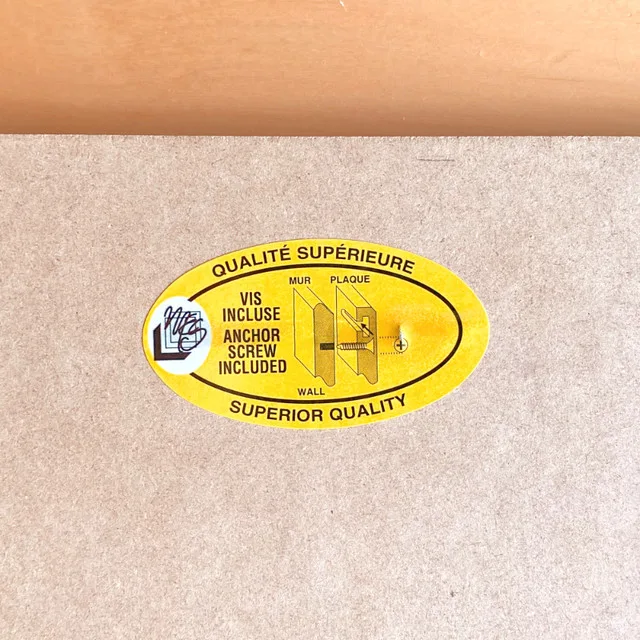 QUALITÉ SUPÉRIEURE
MUR PLAQUE
VIS
INCLUSE
ANCHOR
SCREW
INCLUDED
WALL
SUPERIOR QUALITY